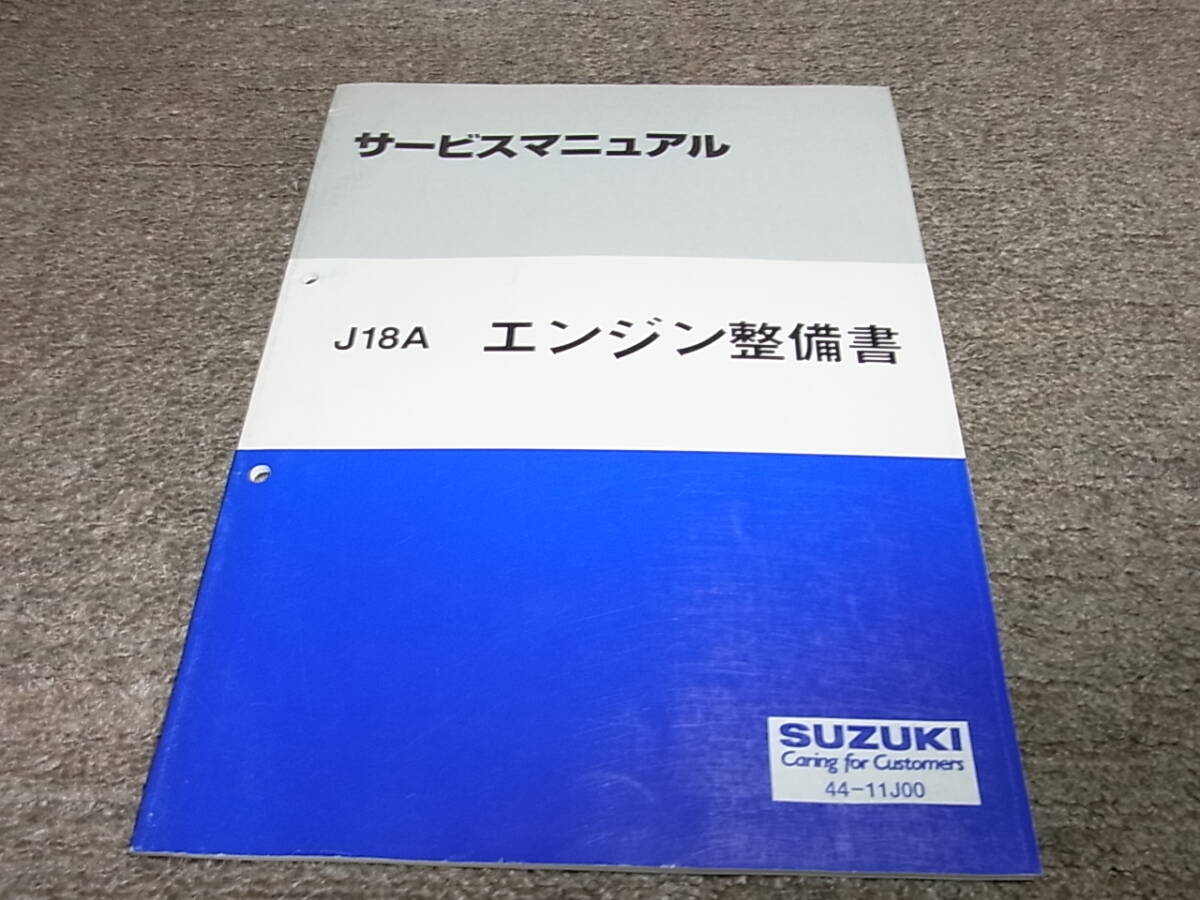 サービスマニュアル
J18A エンジン整備書
SUZUKI
Caring for Customers
44-11J00